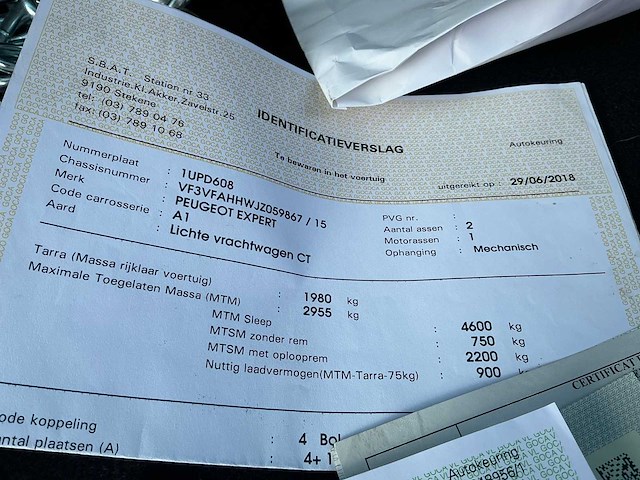 S.B.A.T. Station nr 33
Industrie.Kl.Akker.Zavelstr.25
9190 Stekene
tel: (03) 789 04 76
fax: (03) 789 10 68
IDENTIFICATIEVERSLAG
Te bewaren in het voertuig
Autokeuring
uitgereikt op : 29/06/2018
Nummerplaat : 1UPD608
Chassisnummer : VF3VFAHHWJZ059867 / 15
Merk : PEUGEOT EXPERT
Code carrosserie : A1
Aard : Lichte vrachtwagen CT
PVG nr. :
Aantal assen : 2
Motorassen : 1
Ophanging : Mechanisch
Tarra (Massa rijklaar voertuig) : 1980 kg
Maximale Toegelaten Massa (MTM) : 2955 kg
MTM Sleep : 4600 kg
MTSM zonder rem : 750 kg
MTSM met oplooprem : 2200 kg
Nuttig laadvermogen(MTM-Tarra-75kg) : 900 kg
ode koppeling : 4 Bol
antal plaatsen (A) : 4+ 1
CERTIFICAT
Autokeuring